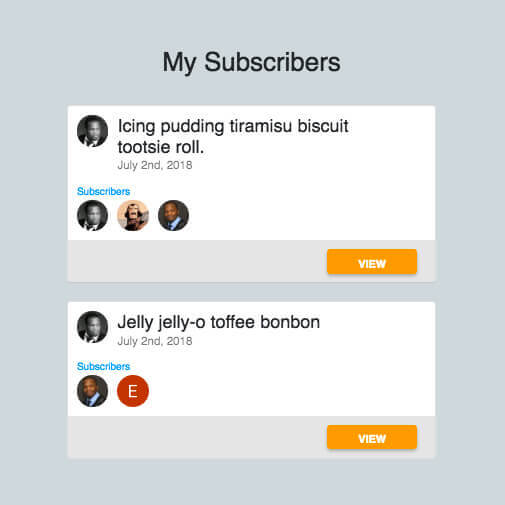 My Subscribers
Icing pudding tiramisu biscuit
tootsie roll.
July 2nd, 2018
Subscribers
VIEW
Jelly jelly-o toffee bonbon
July 2nd, 2018
Subscribers
E
VIEW